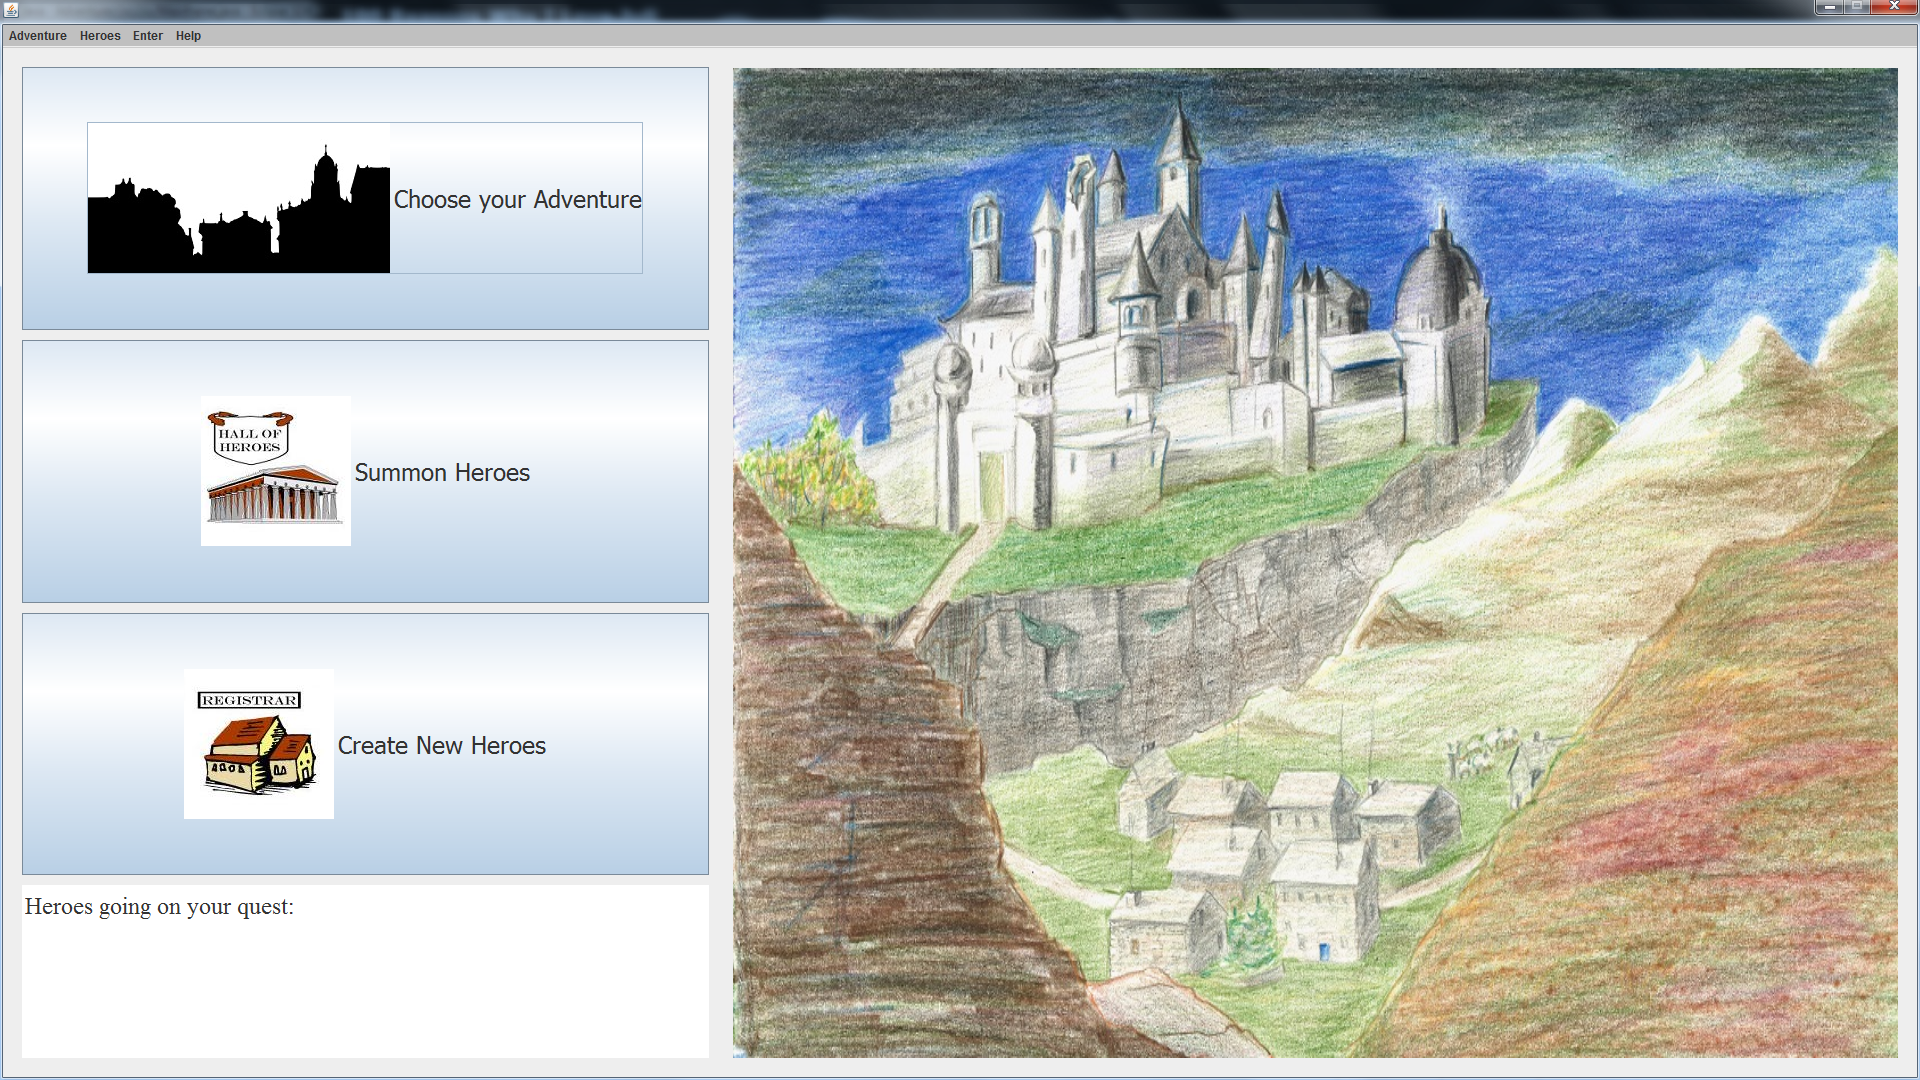 Adventure Heroes Enter Help
Choose your Adventure
HALL OF
HEROES
Summon Heroes
REGISTRAR
Create New Heroes
Heroes going on your quest: